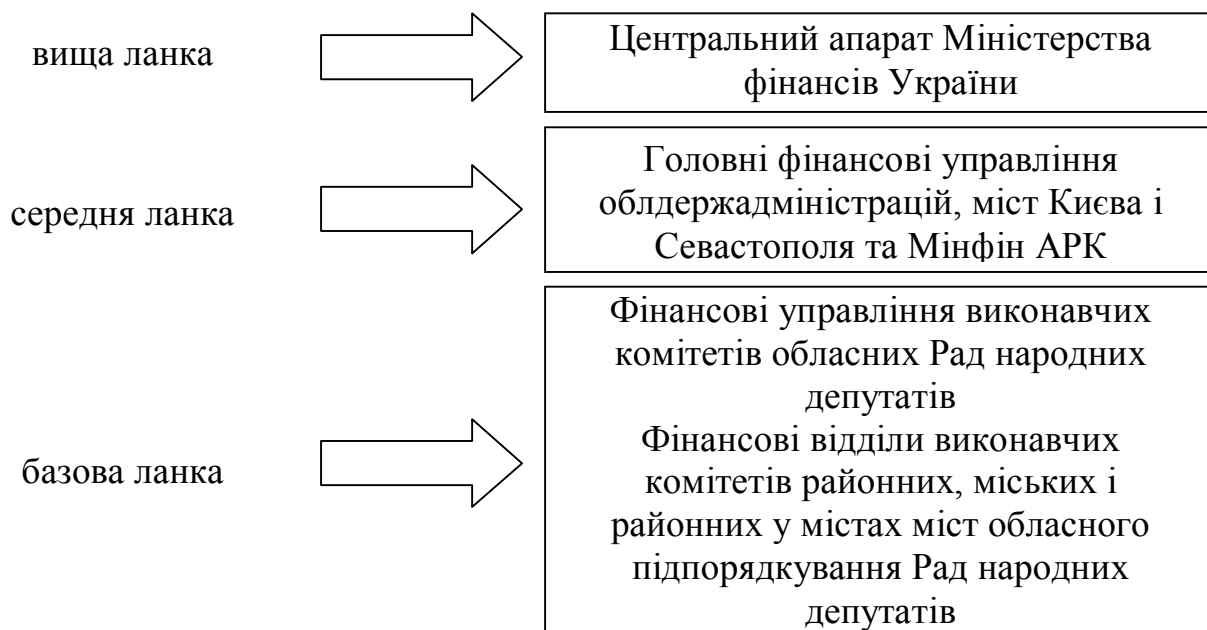 вища ланка
Центральний апарат Міністерства
фінансів України
середня ланка
Головні фінансові управління
облдержадміністрацій, міст Києва і
Севастополя та Мінфін АРК
базова ланка
Фінансові управління виконавчих
комітетів обласних Рад народних
депутатів
Фінансові відділи виконавчих
комітетів районних, міських і
районних у містах міст обласного
підпорядкування Рад народних
депутатів